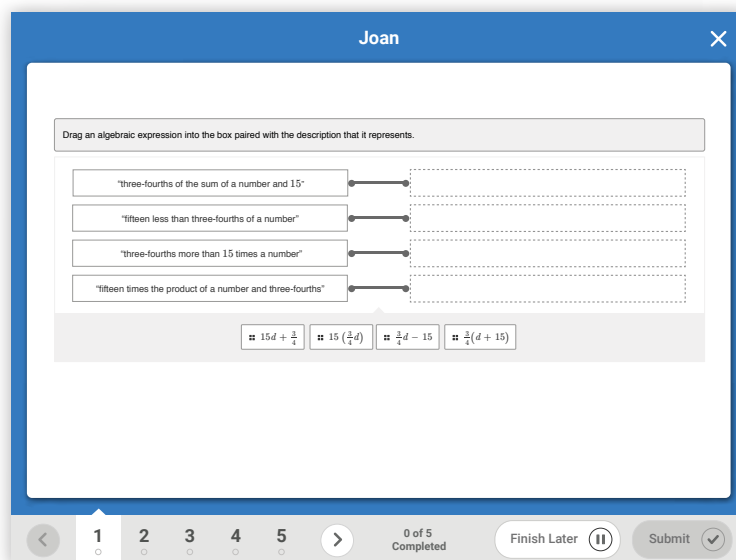 Joan
Drag an algebraic expression into the box paired with the description that it represents.
"three-fourths of the sum of a number and 15"
"fifteen less than three-fourths of a number"
"three-fourths more than 15 times a number"
"fifteen times the product of a number and three-fourths"
15d + 3/4 15 (3/4 d) 3/4 d − 15 3/4 (d + 15)
1 2 3 4 5
0 of 5
Completed
Finish Later
Submit